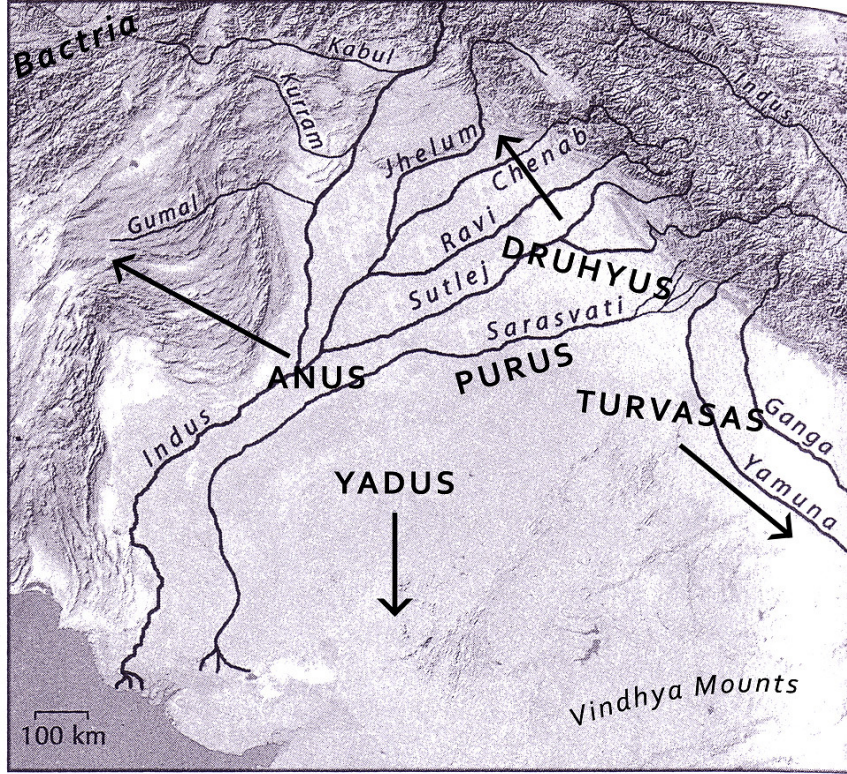 Bactria
Kabul
Kurram
Indus
Jhelum
Chenab
Gumal
Ravi
DRUHYUS
Sutlej
Sarasvati
PURUS
ANUS
TURVASAS
Ganga
Indus
YADUS
Yamuna
Vindhya Mounts
100 km